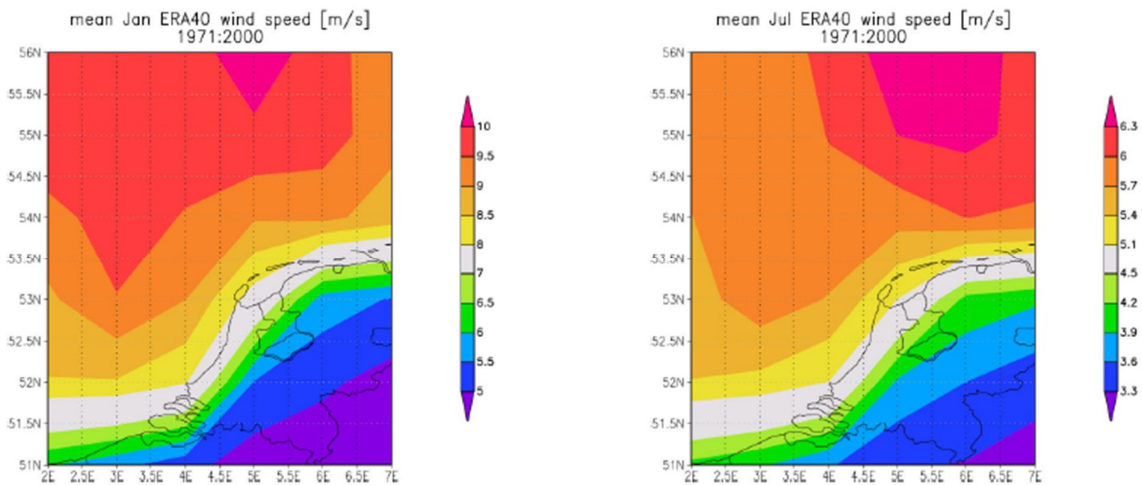 mean Jan ERA40 wind speed [m/s]
1971:2000
56N
55.5N
55N
54.5N
54N
53.5N
53N
52.5N
52N
51.5N
51N
2E 2.5E 3E 3.5E 4E 4.5E 5E 5.5E 6E 6.5E 7E
10
9.5
9
8.5
8
7
6.5
6
5.5
5
mean Jul ERA40 wind speed [m/s]
1971:2000
56N
55.5N
55N
54.5N
54N
53.5N
53N
52.5N
52N
51.5N
51N
2E 2.5E 3E 3.5E 4E 4.5E 5E 5.5E 6E 6.5E 7E
6.3
6
5.7
5.4
5.1
4.5
4.2
3.9
3.6
3.3